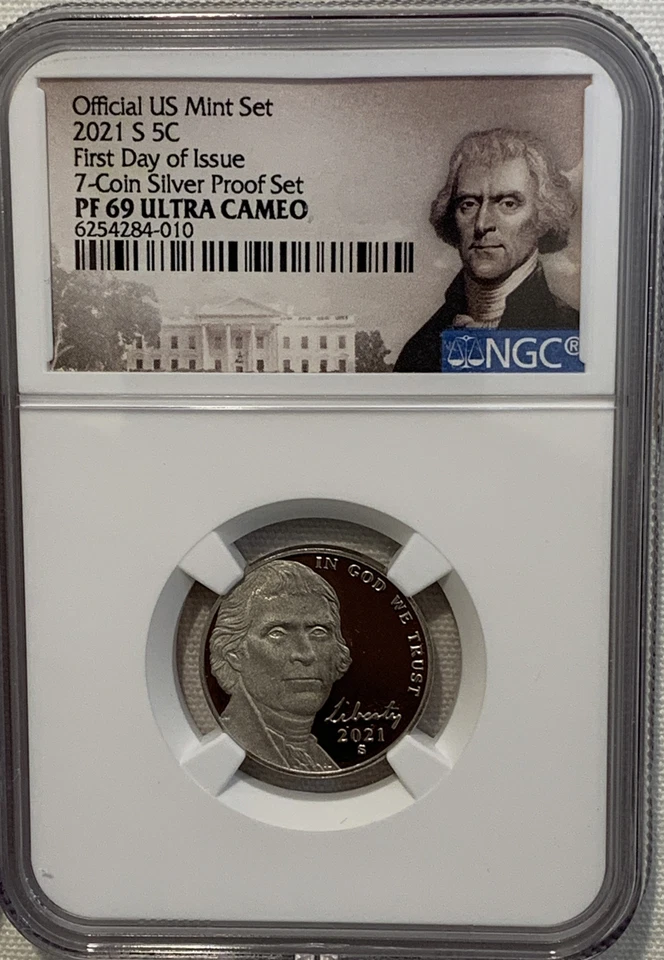 Official US Mint Set
2021 S 5C
First Day of Issue
7-Coin Silver Proof Set
PF 69 ULTRA CAMEO
6254284-010
NGC®
IN GOD WE TRUST
Liberty
2021
S